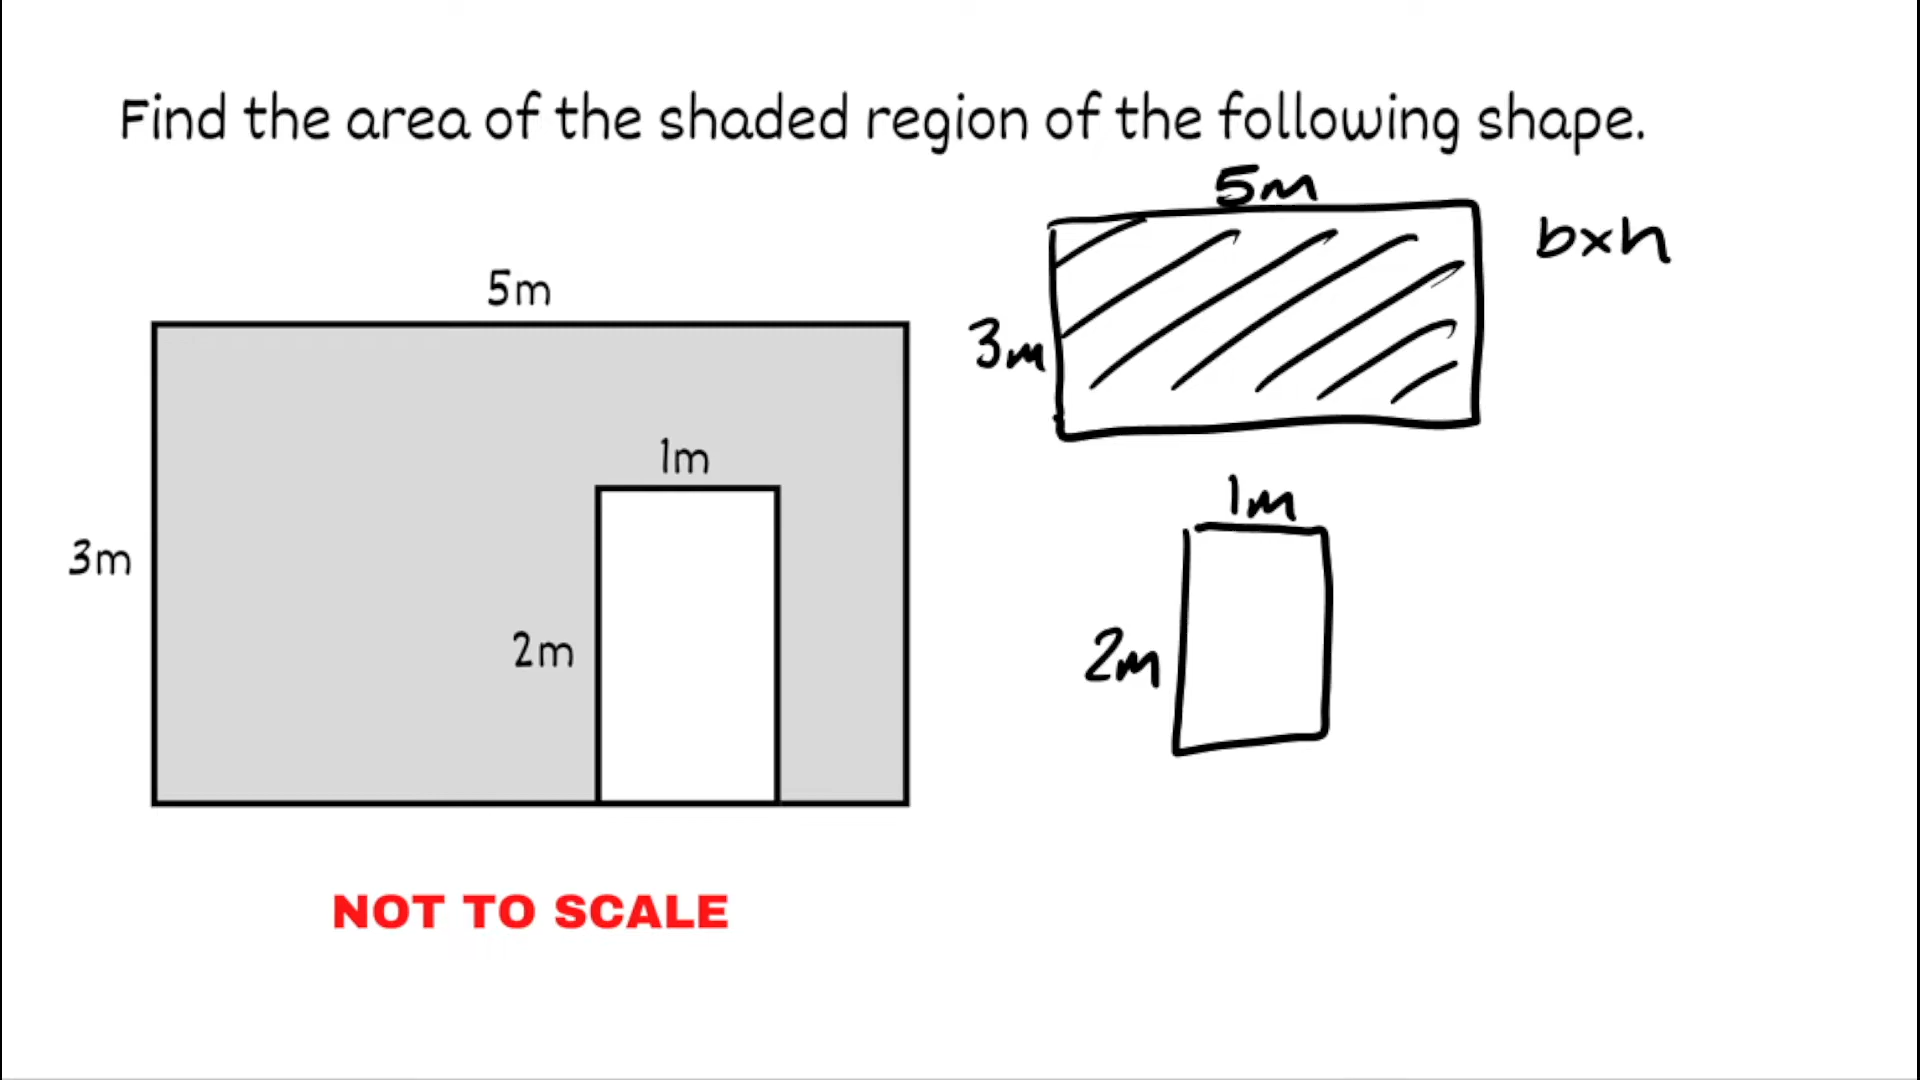 Find the area of the shaded region of the following shape.
5m
1m
3m
2m
NOT TO SCALE
5m
bxh
3m
1m
2m